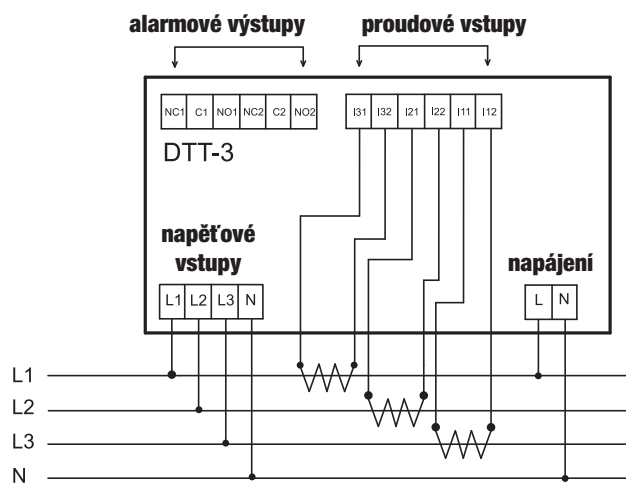 alarmové výstupy proudové vstupy
NC1 C1 NO1 NC2 C2 NO2 I31 I32 I21 I22 I11 I12
DTT-3
napěťové
vstupy
napájení
L1 L2 L3 N L N
L1
L2
L3
N